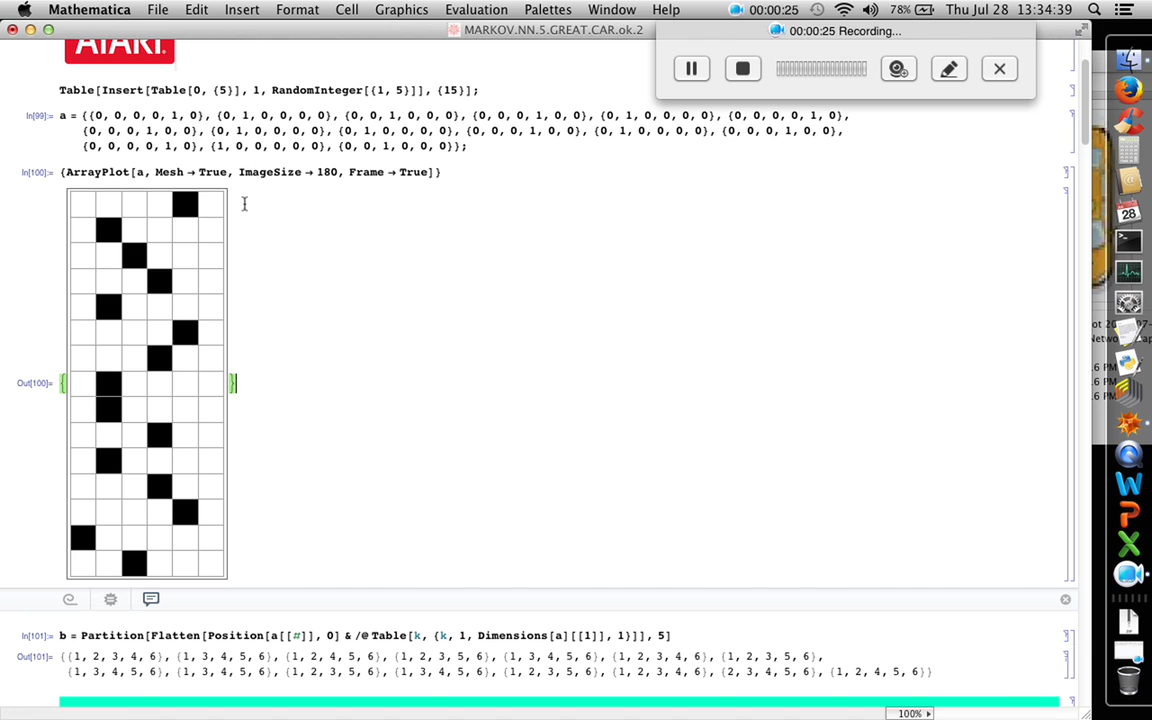 Mathematica File Edit Insert Format Cell Graphics Evaluation Palettes Window Help 00:00:25 78% Thu Jul 28 13:34:39
MARKOV.NN.5.GREAT.CAR.ok.2
00:00:25 Recording...
ATARI
Table[Insert[Table[0, {5}], 1, RandomInteger[{1, 5}]], {15}];
In[99]:= a = {{0, 0, 0, 0, 1, 0}, {0, 1, 0, 0, 0, 0}, {0, 0, 1, 0, 0, 0}, {0, 0, 0, 1, 0, 0}, {0, 1, 0, 0, 0, 0}, {0, 0, 0, 0, 1, 0},
{0, 0, 0, 1, 0, 0}, {0, 1, 0, 0, 0, 0}, {0, 1, 0, 0, 0, 0}, {0, 0, 0, 1, 0, 0}, {0, 1, 0, 0, 0, 0}, {0, 0, 0, 1, 0, 0},
{0, 0, 0, 0, 1, 0}, {1, 0, 0, 0, 0, 0}, {0, 0, 1, 0, 0, 0}};
In[100]:= {ArrayPlot[a, Mesh → True, ImageSize → 180, Frame → True]}
28
Out[100]= { }
6 PM
6 PM
6 PM
In[101]:= b = Partition[Flatten[Position[a[[#]], 0] & /@ Table[k, {k, 1, Dimensions[a][[1]], 1}]], 5]
Out[101]= {{1, 2, 3, 4, 6}, {1, 3, 4, 5, 6}, {1, 2, 4, 5, 6}, {1, 2, 3, 5, 6}, {1, 3, 4, 5, 6}, {1, 2, 3, 4, 6}, {1, 2, 3, 5, 6},
{1, 3, 4, 5, 6}, {1, 3, 4, 5, 6}, {1, 2, 3, 5, 6}, {1, 3, 4, 5, 6}, {1, 2, 3, 5, 6}, {1, 2, 3, 4, 6}, {2, 3, 4, 5, 6}, {1, 2, 4, 5, 6}}
100%